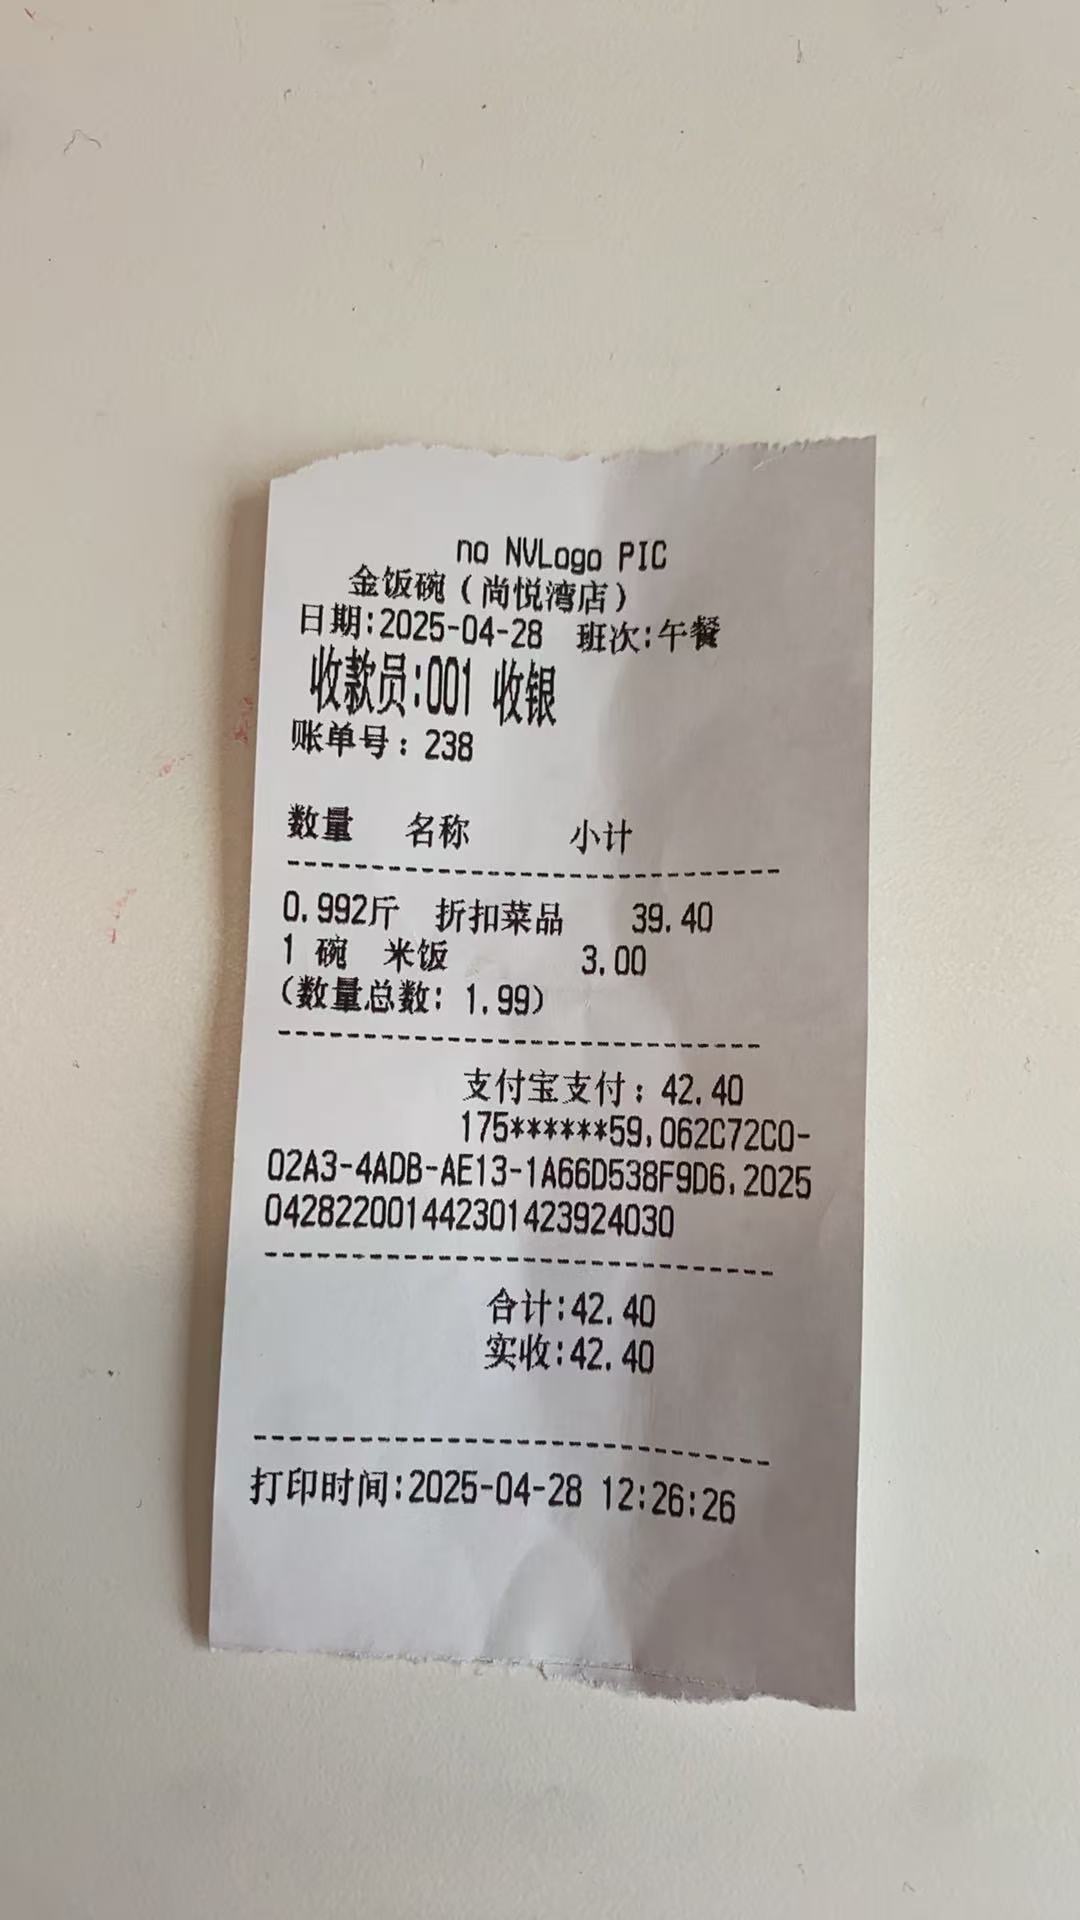 no NVLogo PIC
金饭碗（尚悦湾店）
日期:2025-04-28 班次:午餐
收款员:001 收银
账单号：238
数量 名称 小计
0.992斤 折扣菜品 39.40
1 碗 米饭 3.00
(数量总数: 1.99)
支付宝支付：42.40
175******59,062C72C0-
02A3-4ADB-AE13-1A66D538F9D6,2025
042822001442301423924030
合计:42.40
实收:42.40
打印时间:2025-04-28 12:26:26